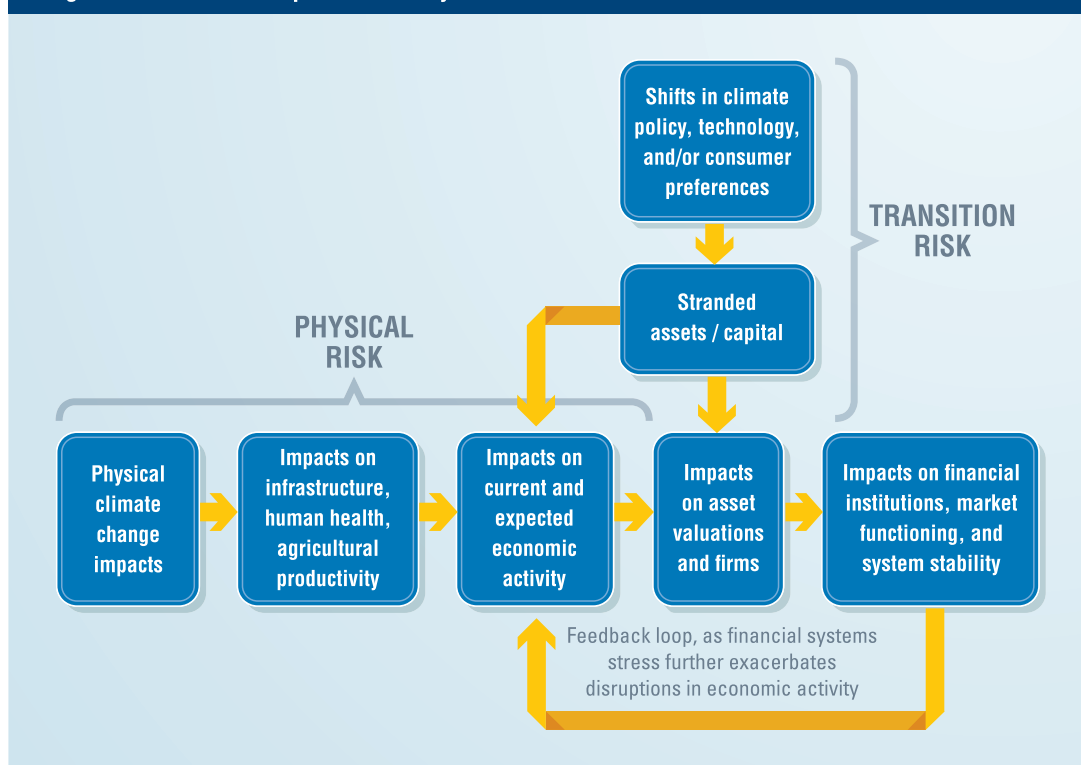 Shifts in climate
policy, technology,
and/or consumer
preferences
TRANSITION
RISK
Stranded
assets / capital
PHYSICAL
RISK
Physical
climate
change
impacts
Impacts on
infrastructure,
human health,
agricultural
productivity
Impacts on
current and
expected
economic
activity
Impacts
on asset
valuations
and firms
Impacts on financial
institutions, market
functioning, and
system stability
Feedback loop, as financial systems
stress further exacerbates
disruptions in economic activity